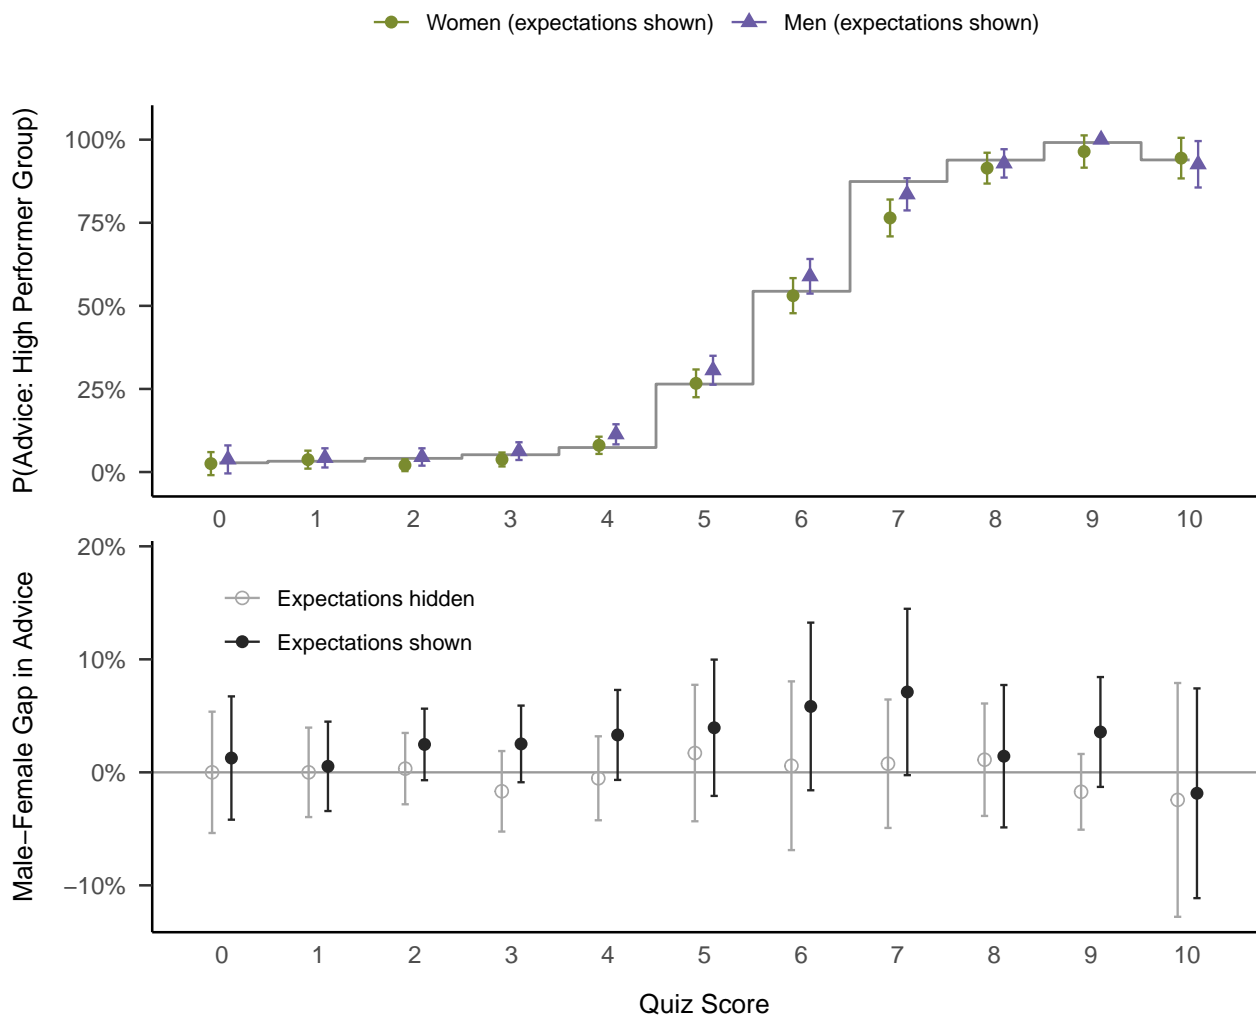 Women (expectations shown) Men (expectations shown)
P(Advice: High Performer Group)
100%
75%
50%
25%
0%
0 1 2 3 4 5 6 7 8 9 10
Male−Female Gap in Advice
20%
10%
0%
−10%
Expectations hidden
Expectations shown
0 1 2 3 4 5 6 7 8 9 10
Quiz Score